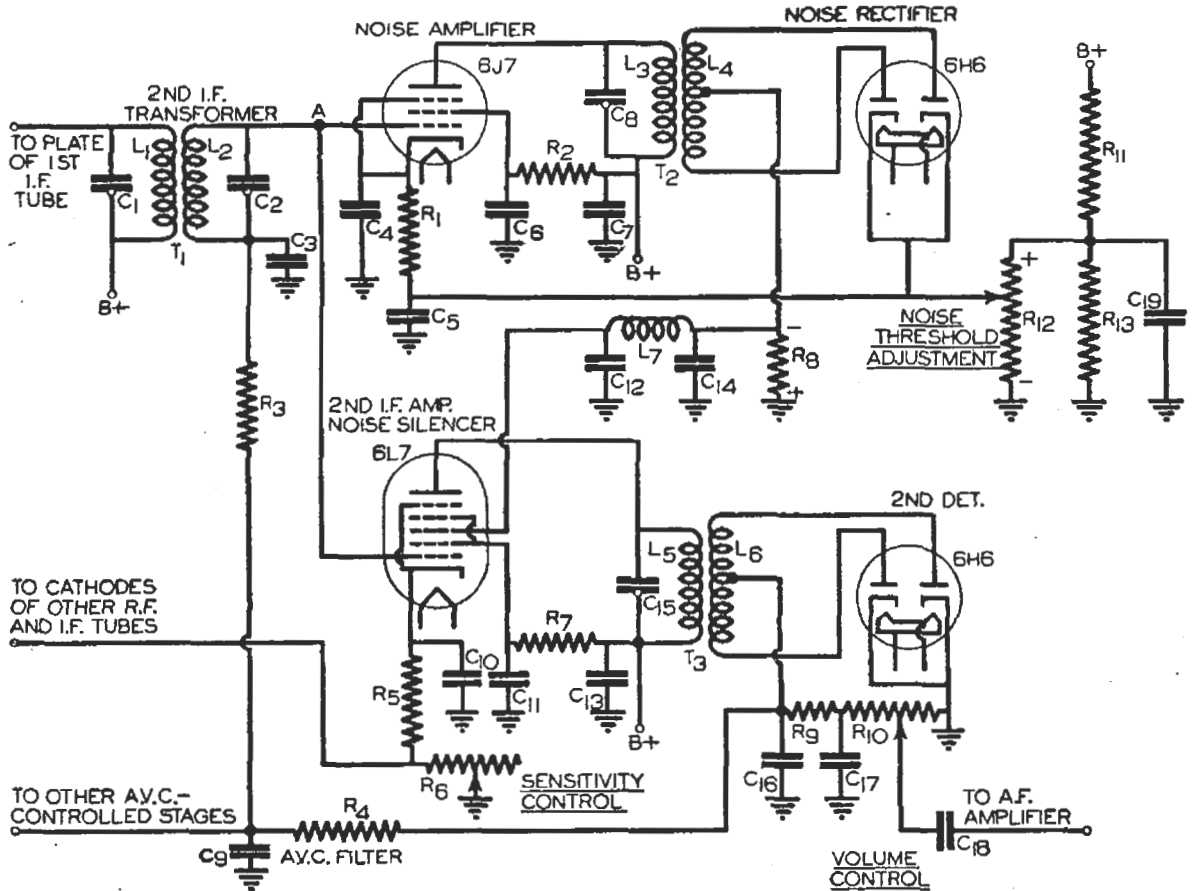 NOISE RECTIFIER
NOISE AMPLIFIER
6J7
6H6
B+
2ND I.F.
TRANSFORMER
A
TO PLATE
OF 1ST
I.F.
TUBE
L1
L2
C1
C2
C3
T1
B+
C4
R1
C5
C6
R2
C7
C8
L3
L4
T2
B+
R11
+
R12
-
R13
C19
NOISE
THRESHOLD
ADJUSTMENT
L7
C12
C14
-
R8
+
R3
2ND I.F. AMP.
NOISE SILENCER
6L7
2ND DET.
6H6
L5
L6
C15
T3
TO CATHODES
OF OTHER R.F.
AND I.F. TUBES
R5
C10
C11
R7
C13
B+
R6
SENSITIVITY
CONTROL
R9
R10
C16
C17
TO OTHER A.V.C.-
CONTROLLED STAGES
R4
A.V.C. FILTER
C9
TO A.F.
AMPLIFIER
C18
VOLUME
CONTROL